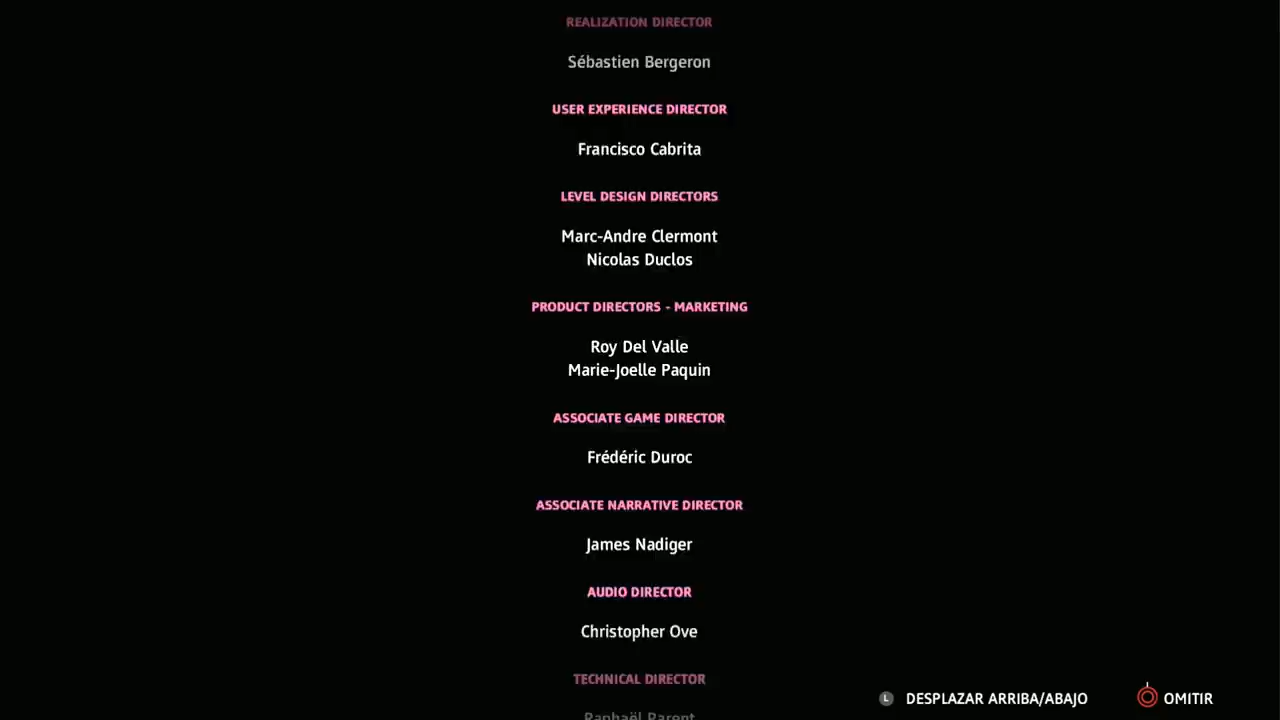 REALIZATION DIRECTOR
Sébastien Bergeron
USER EXPERIENCE DIRECTOR
Francisco Cabrita
LEVEL DESIGN DIRECTORS
Marc-Andre Clermont
Nicolas Duclos
PRODUCT DIRECTORS - MARKETING
Roy Del Valle
Marie-Joelle Paquin
ASSOCIATE GAME DIRECTOR
Frédéric Duroc
ASSOCIATE NARRATIVE DIRECTOR
James Nadiger
AUDIO DIRECTOR
Christopher Ove
TECHNICAL DIRECTOR
Raphaël Parent
L DESPLAZAR ARRIBA/ABAJO OMITIR